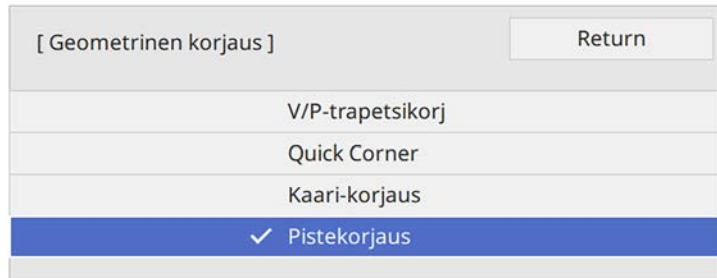 [ Geometrinen korjaus ]
Return
V/P-trapetsikorj
Quick Corner
Kaari-korjaus
Pistekorjaus